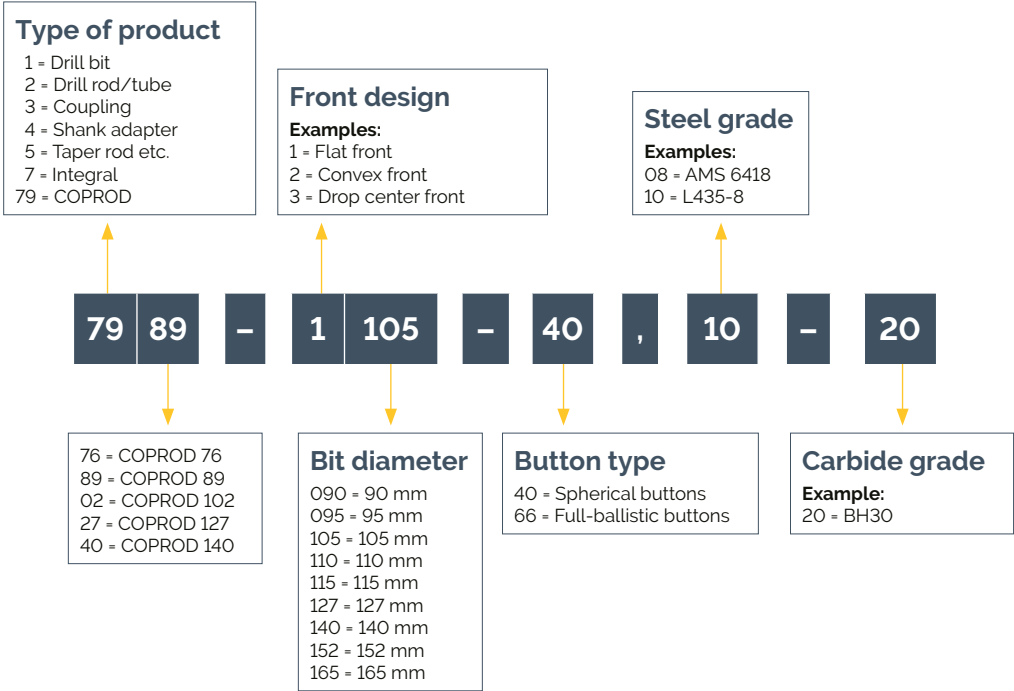 Type of product
1 = Drill bit
2 = Drill rod/tube
3 = Coupling
4 = Shank adapter
5 = Taper rod etc.
7 = Integral
79 = COPROD
Front design
Examples:
1 = Flat front
2 = Convex front
3 = Drop center front
Steel grade
Examples:
08 = AMS 6418
10 = L435-8
79 89 – 1 105 – 40 , 10 – 20
76 = COPROD 76
89 = COPROD 89
02 = COPROD 102
27 = COPROD 127
40 = COPROD 140
Bit diameter
090 = 90 mm
095 = 95 mm
105 = 105 mm
110 = 110 mm
115 = 115 mm
127 = 127 mm
140 = 140 mm
152 = 152 mm
165 = 165 mm
Button type
40 = Spherical buttons
66 = Full-ballistic buttons
Carbide grade
Example:
20 = BH30